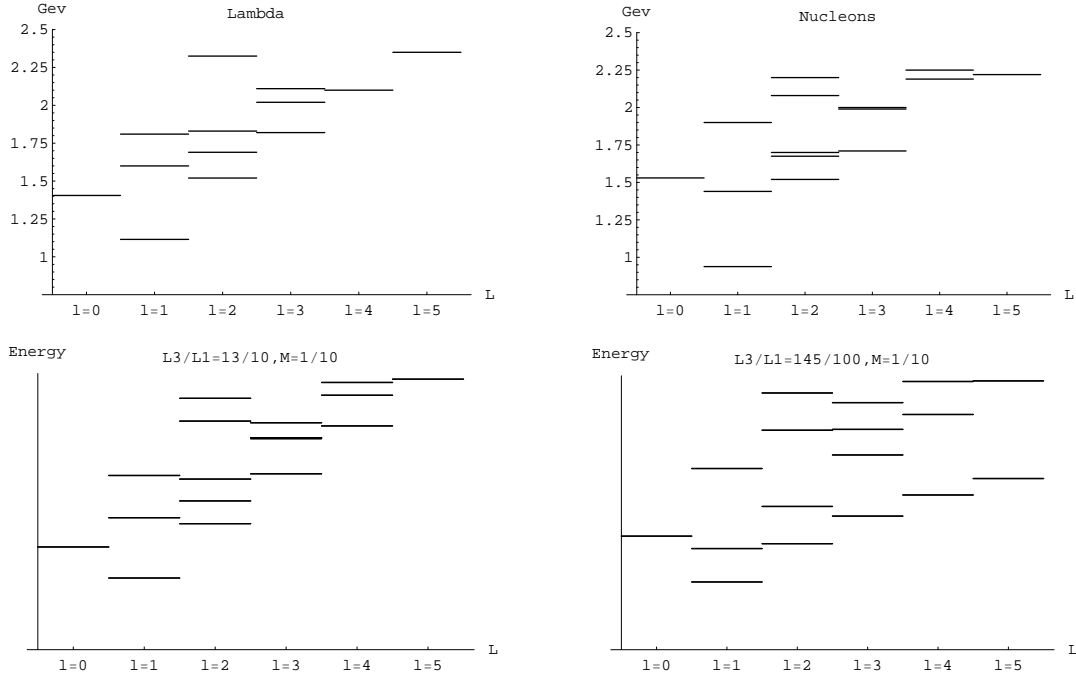 Gev
Lambda
2.5
2.25
2
1.75
1.5
1.25
1
l=0 l=1 l=2 l=3 l=4 l=5
L
Gev
Nucleons
2.5
2.25
2
1.75
1.5
1.25
1
l=0 l=1 l=2 l=3 l=4 l=5
L
Energy
L3/L1=13/10,M=1/10
l=0 l=1 l=2 l=3 l=4 l=5
L
Energy
L3/L1=145/100,M=1/10
l=0 l=1 l=2 l=3 l=4 l=5
L